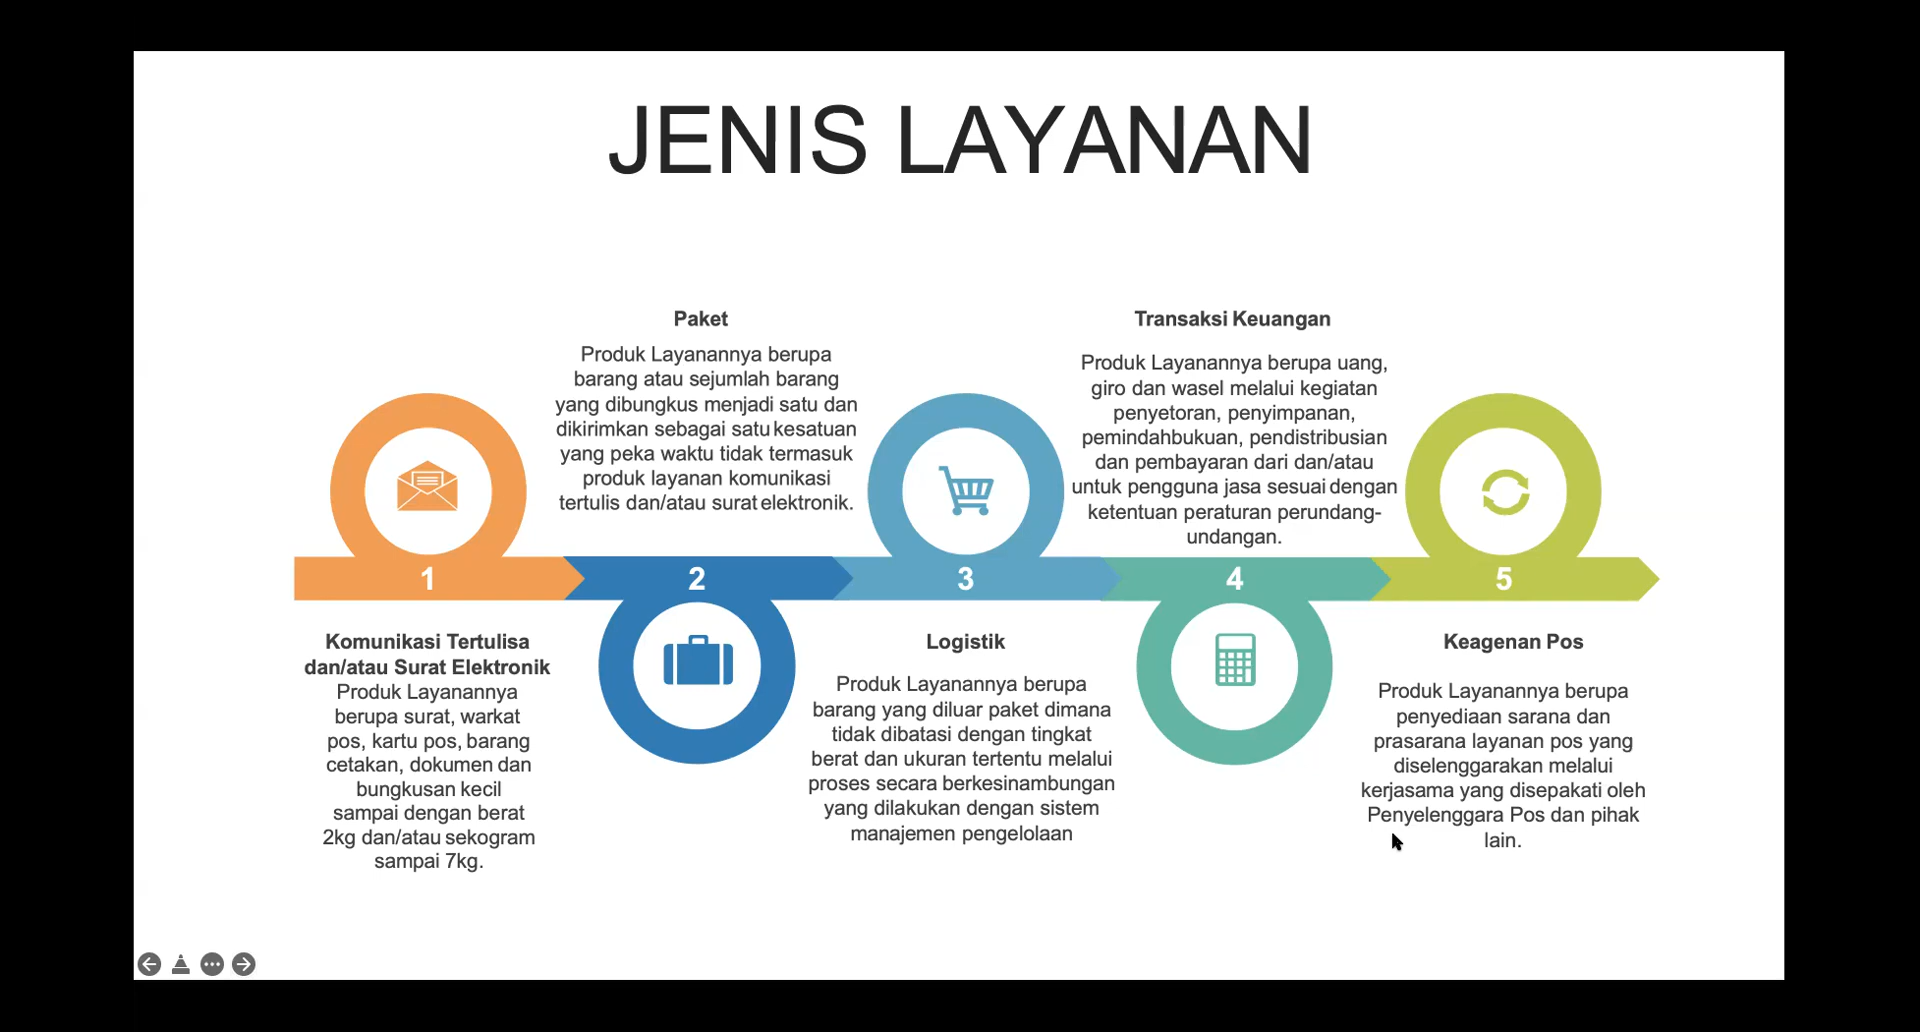 JENIS LAYANAN
Komunikasi Tertulisa
dan/atau Surat Elektronik
Produk Layanannya
berupa surat, warkat
pos, kartu pos, barang
cetakan, dokumen dan
bungkusan kecil
sampai dengan berat
2kg dan/atau sekogram
sampai 7kg.
1
Paket
Produk Layanannya berupa
barang atau sejumlah barang
yang dibungkus menjadi satu dan
dikirimkan sebagai satu kesatuan
yang peka waktu tidak termasuk
produk layanan komunikasi
tertulis dan/atau surat elektronik.
2
3
Logistik
Produk Layanannya berupa
barang yang diluar paket dimana
tidak dibatasi dengan tingkat
berat dan ukuran tertentu melalui
proses secara berkesinambungan
yang dilakukan dengan sistem
manajemen pengelolaan
Transaksi Keuangan
Produk Layanannya berupa uang,
giro dan wasel melalui kegiatan
penyetoran, penyimpanan,
pemindahbukuan, pendistribusian
dan pembayaran dari dan/atau
untuk pengguna jasa sesuai dengan
ketentuan peraturan perundang-
undangan.
4
5
Keagenan Pos
Produk Layanannya berupa
penyediaan sarana dan
prasarana layanan pos yang
diselenggarakan melalui
kerjasama yang disepakati oleh
Penyelenggara Pos dan pihak
lain.